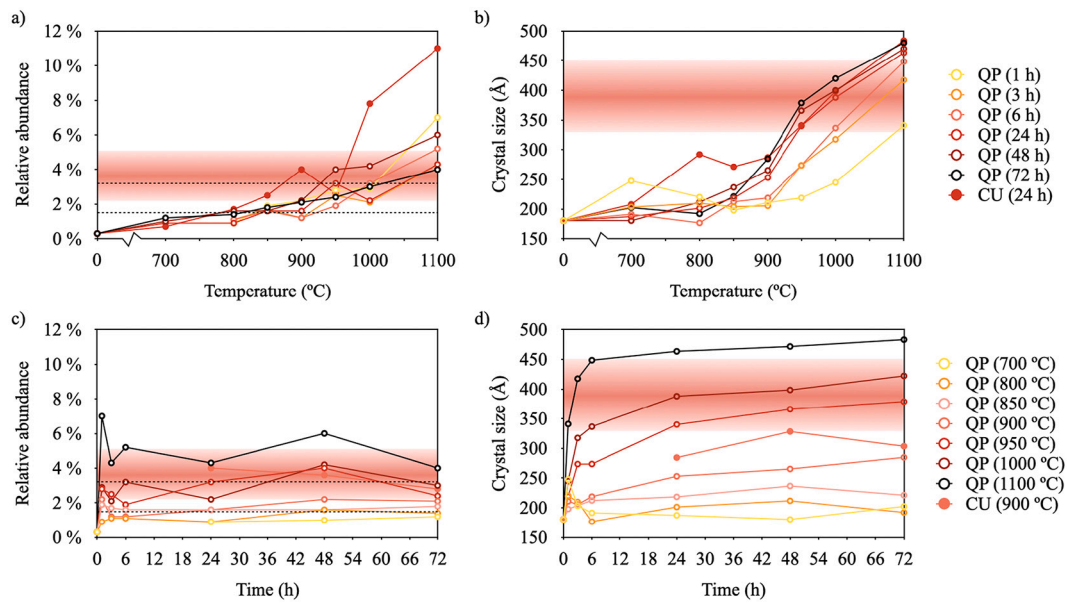 a)
12 %
10 %
8 %
6 %
4 %
2 %
0 %
Relative abundance
0 700 800 900 1000 1100
Temperature (ºC)
b)
500
450
400
350
300
250
200
150
Crystal size (Å)
0 700 800 900 1000 1100
Temperature (ºC)
QP (1 h)
QP (3 h)
QP (6 h)
QP (24 h)
QP (48 h)
QP (72 h)
CU (24 h)
c)
12 %
10 %
8 %
6 %
4 %
2 %
0 %
Relative abundance
0 6 12 18 24 30 36 42 48 54 60 66 72
Time (h)
d)
500
450
400
350
300
250
200
150
Crystal size (Å)
0 6 12 18 24 30 36 42 48 54 60 66 72
Time (h)
QP (700 ºC)
QP (800 ºC)
QP (850 ºC)
QP (900 ºC)
QP (950 ºC)
QP (1000 ºC)
QP (1100 ºC)
CU (900 ºC)